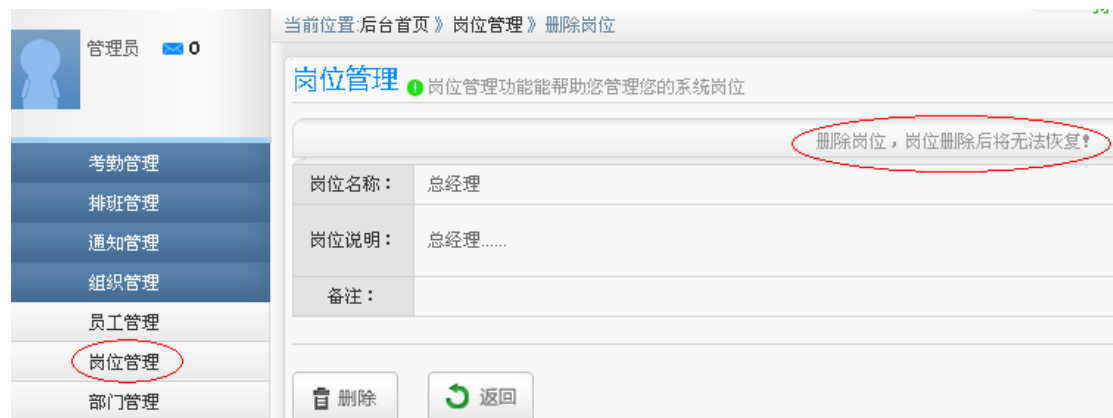 管理员 0
考勤管理
排班管理
通知管理
组织管理
员工管理
岗位管理
部门管理
当前位置:后台首页》岗位管理》删除岗位
岗位管理 岗位管理功能能帮助您管理您的系统岗位
删除岗位，岗位删除后将无法恢复！
岗位名称： 总经理
岗位说明： 总经理......
备注：
删除 返回